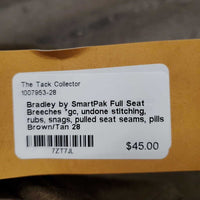 The Tack Collector
1007953-28
Bradley by SmartPak Full Seat
Breeches *gc, undone stitching,
rubs, snags, pulled seat seams, pills
Brown/Tan 28
7ZT7JL
$45.00